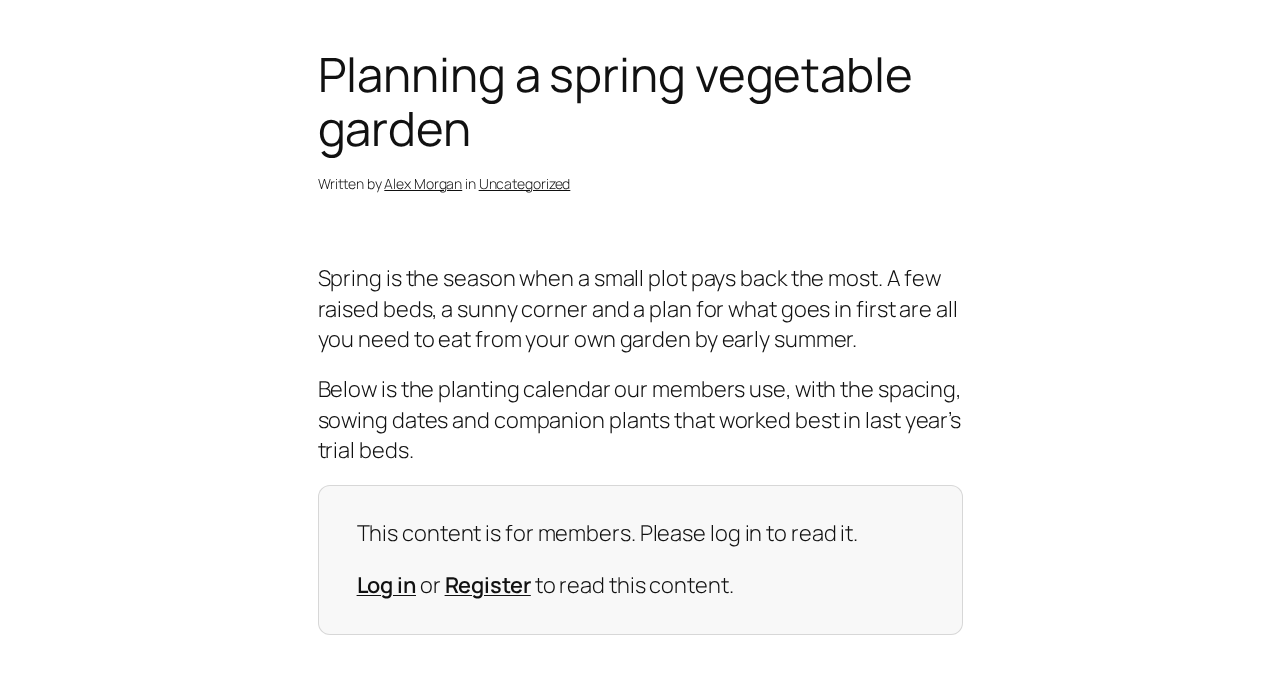 Planning a spring vegetable
garden
Written by Alex Morgan in Uncategorized
Spring is the season when a small plot pays back the most. A few
raised beds, a sunny corner and a plan for what goes in first are all
you need to eat from your own garden by early summer.
Below is the planting calendar our members use, with the spacing,
sowing dates and companion plants that worked best in last year’s
trial beds.
This content is for members. Please log in to read it.
Log in or Register to read this content.